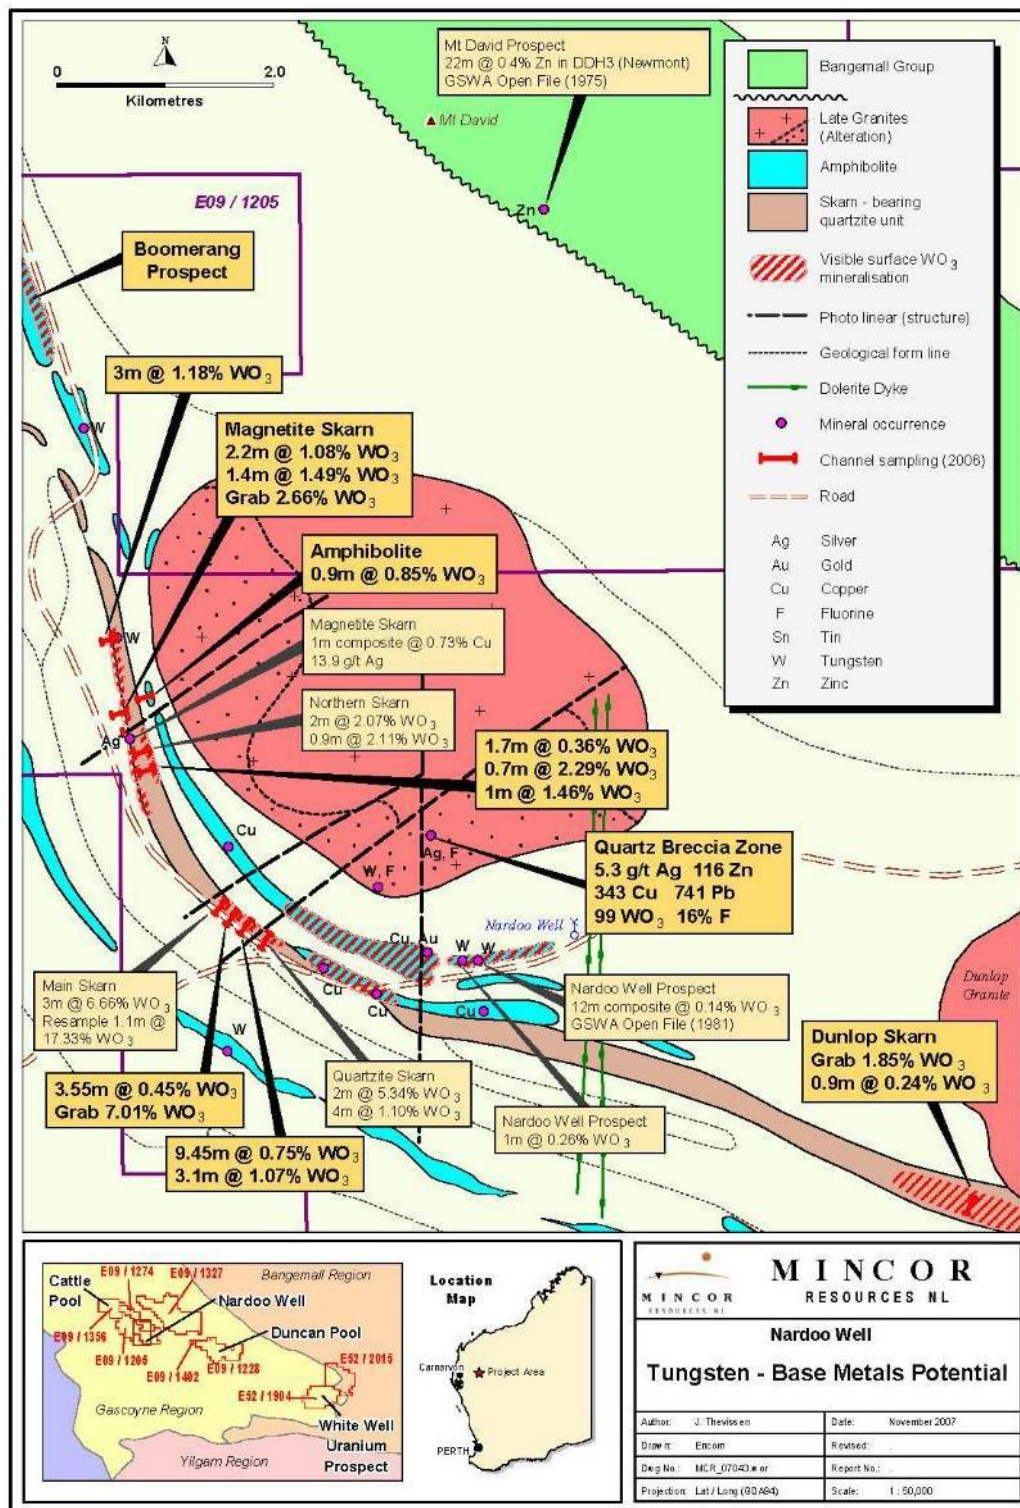 N
0 2.0
Kilometres
Mt David Prospect
22m @ 0.4% Zn in DDH3 (Newmont)
GSWA Open File (1975)
Mt David
Zn
E09 / 1205
Boomerang
Prospect
3m @ 1.18% WO3
W
Magnetite Skarn
2.2m @ 1.08% WO3
1.4m @ 1.49% WO3
Grab 2.66% WO3
Amphibolite
0.9m @ 0.85% WO3
W
Magnetite Skarn
1m composite @ 0.73% Cu
13.9 g/t Ag
Northern Skarn
2m @ 2.07% WO3
0.9m @ 2.11% WO3
Ag
1.7m @ 0.36% WO3
0.7m @ 2.29% WO3
1m @ 1.46% WO3
Cu
Ag, F
W, F
Quartz Breccia Zone
5.3 g/t Ag 116 Zn
343 Cu 741 Pb
99 WO3 16% F
Nardoo Well
Cu, Au
W
W
Cu
Cu
Cu
Main Skarn
3m @ 6.66% WO3
Resample 1.1m @
17.33% WO3
W
Nardoo Well Prospect
12m composite @ 0.14% WO3
GSWA Open File (1981)
Dunlop
Granite
Dunlop Skarn
Grab 1.85% WO3
0.9m @ 0.24% WO3
3.55m @ 0.45% WO3
Grab 7.01% WO3
Quartzite Skarn
2m @ 5.34% WO3
4m @ 1.10% WO3
Nardoo Well Prospect
1m @ 0.26% WO3
9.45m @ 0.75% WO3
3.1m @ 1.07% WO3
Bangemall Group
Late Granites
(Alteration)
Amphibolite
Skarn - bearing
quartzite unit
Visible surface WO3
mineralisation
Photo linear (structure)
Geological form line
Dolerite Dyke
Mineral occurrence
Channel sampling (2006)
Road
Ag Silver
Au Gold
Cu Copper
F Fluorine
Sn Tin
W Tungsten
Zn Zinc
E09 / 1274
E09 / 1327
Bangemall Region
Cattle
Pool
Nardoo Well
E09 / 1356
Duncan Pool
E09 / 1205
E09 / 1402
E09 / 1228
E52 / 2015
E52 / 1904
Gascoyne Region
White Well
Uranium
Prospect
Yilgarn Region
Location
Map
Carnarvon
Project Area
PERTH
MINCOR
RESOURCES NL
MINCOR
RESOURCES NL
Nardoo Well
Tungsten - Base Metals Potential
Author: J. Thevissen Date: November 2007
Drawn: Encom Revised: .
Dwg No.: MCR_07043.wor Report No.: .
Projection: Lat / Long (GDA94) Scale: 1 : 50,000